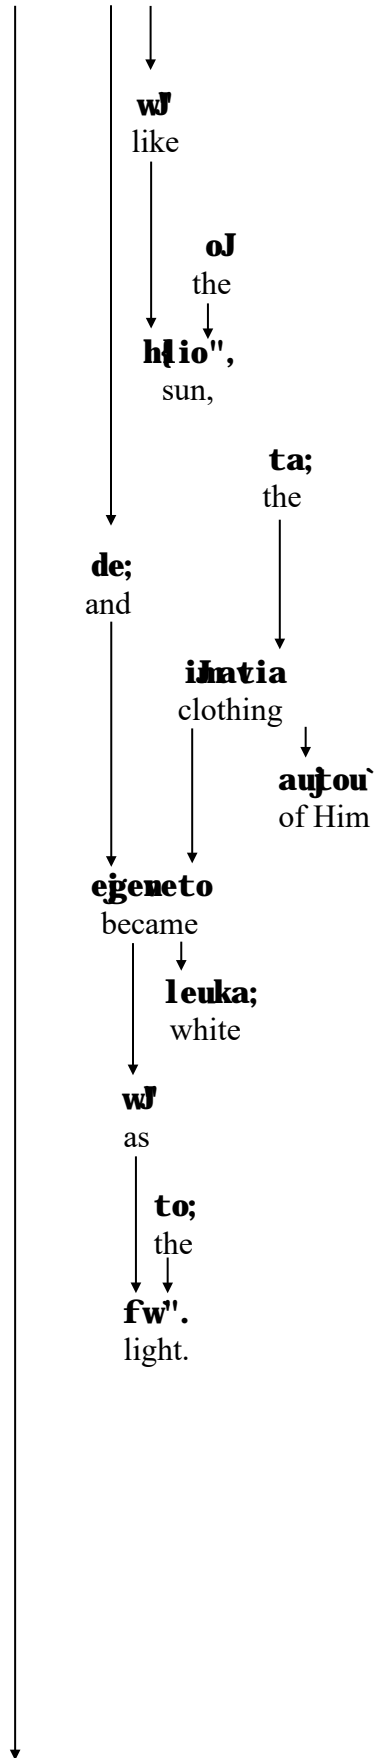 wJ"
like
oJ
the
h{lio",
sun,
ta;
the
de;
and
iJmavtia
clothing
aujtou`
of Him
ejgevneto
became
leuka;
white
wJ"
as
to;
the
fw'".
light.